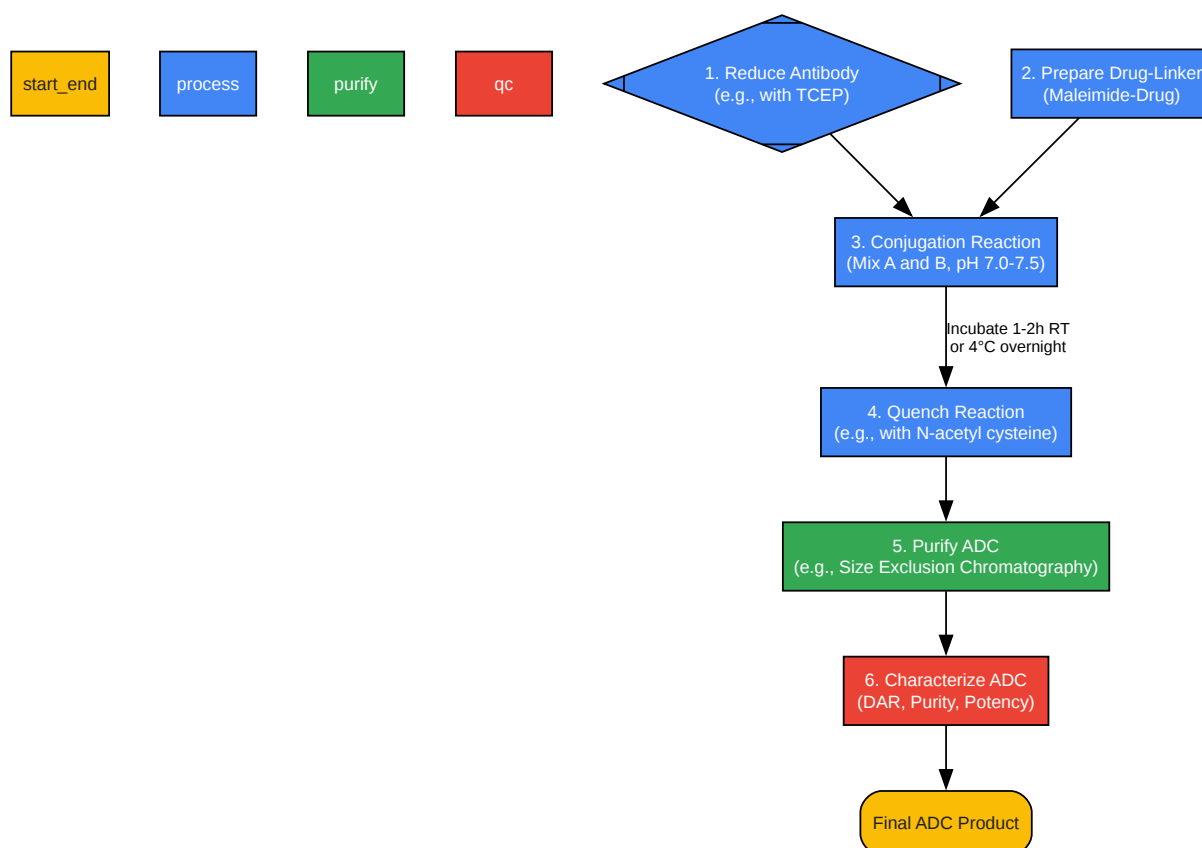 start_end
process
purify
qc
1. Reduce Antibody
(e.g., with TCEP)
2. Prepare Drug-Linker
(Maleimide-Drug)
3. Conjugation Reaction
(Mix A and B, pH 7.0-7.5)
Incubate 1-2h RT
or 4°C overnight
4. Quench Reaction
(e.g., with N-acetyl cysteine)
5. Purify ADC
(e.g., Size Exclusion Chromatography)
6. Characterize ADC
(DAR, Purity, Potency)
Final ADC Product